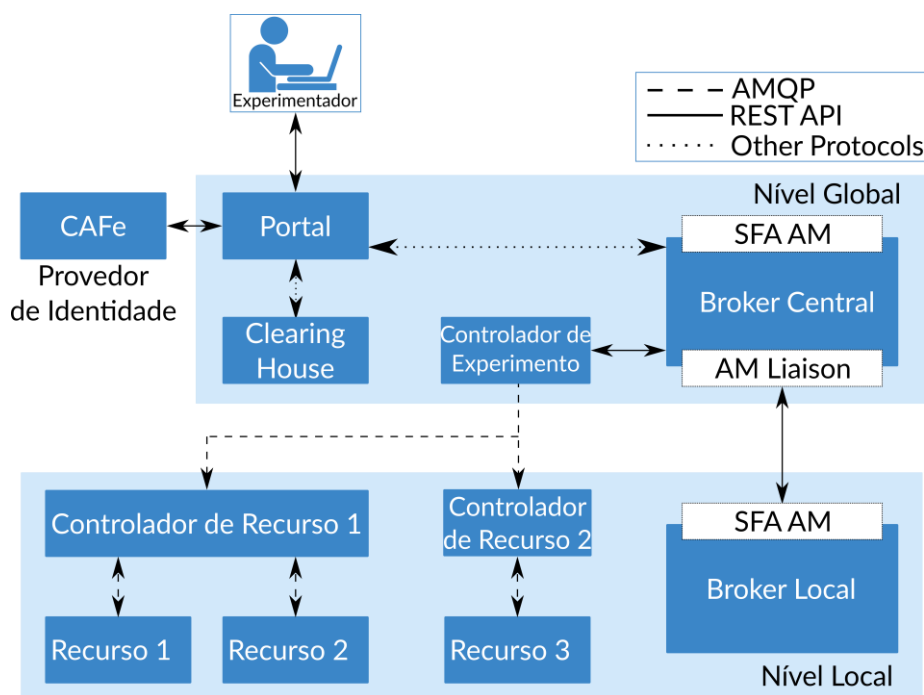 Experimentador
AMQP
REST API
Other Protocols
Nível Global
CAFe
Provedor
de Identidade
Portal
SFA AM
Broker Central
Clearing
House
Controlador de
Experimento
AM Liaison
Controlador de Recurso 1
Controlador
de Recurso 2
SFA AM
Broker Local
Recurso 1
Recurso 2
Recurso 3
Nível Local